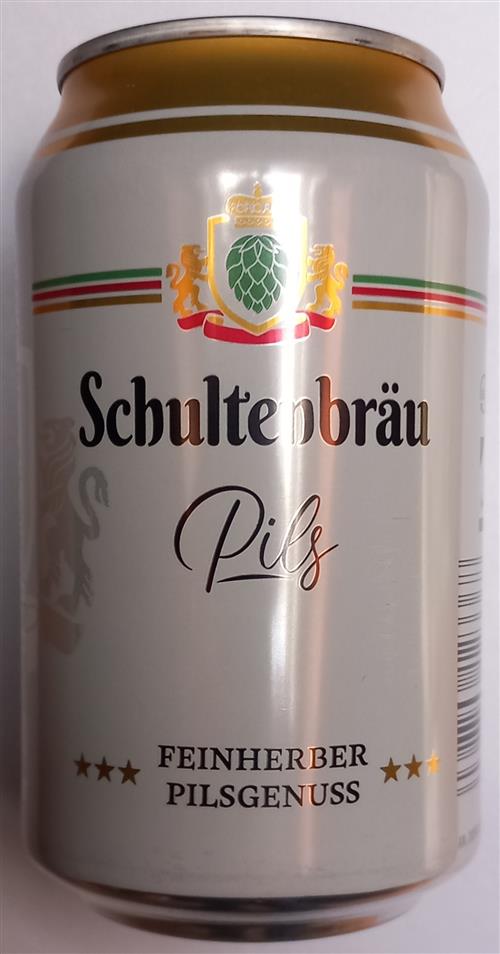 Schultenbräu
Pils
FEINHERBER
PILSGENUSS